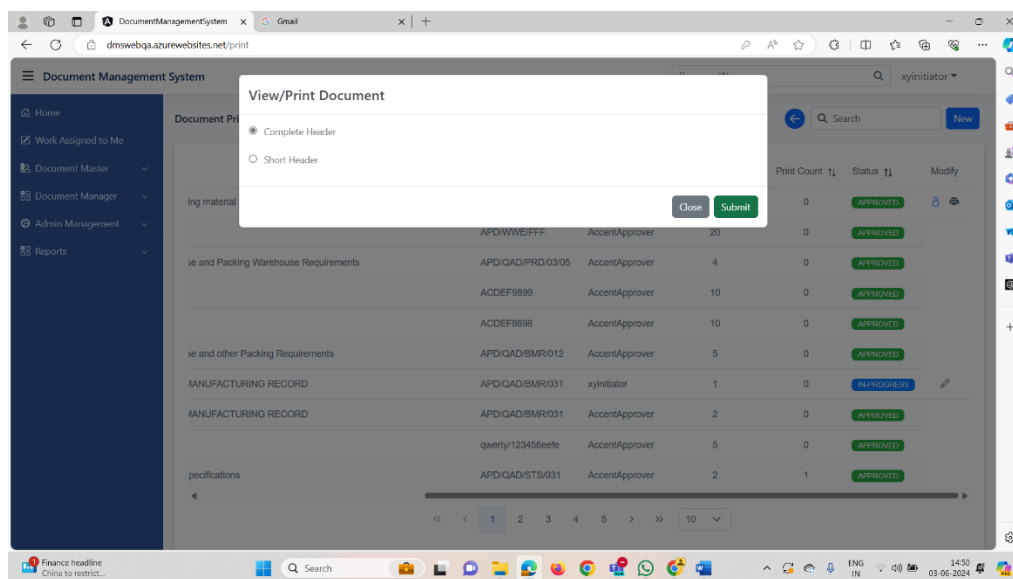 DocumentManagementSystem
Gmail
dmswebqa.azurewebsites.net/print
Document Management System
xyinitiator
Home
Work Assigned to Me
Document Master
Document Manager
Admin Management
Reports
View/Print Document
Complete Header
Short Header
Close Submit
Document Pri
Search New
Print Count Status Modify
ing material 0 APPROVED
APD/WWE/FFF AccentApprover 20 0 APPROVED
se and Packing Warehouse Requirements APD/QAD/PRD/03/05 AccentApprover 4 0 APPROVED
ACDEF9899 AccentApprover 10 0 APPROVED
ACDEF9898 AccentApprover 10 0 APPROVED
se and other Packing Requirements APD/QAD/BMR/012 AccentApprover 5 0 APPROVED
MANUFACTURING RECORD APD/QAD/BMR/031 xyinitiator 1 0 IN-PROGRESS
MANUFACTURING RECORD APD/QAD/BMR/031 AccentApprover 2 0 APPROVED
qwerty/123456eefe AccentApprover 5 0 APPROVED
pecifications APD/QAD/STS/031 AccentApprover 2 1 APPROVED
« ‹ 1 2 3 4 5 › » 10
Finance headline
China to restrict...
Search
ENG
IN
14:50
03-06-2024